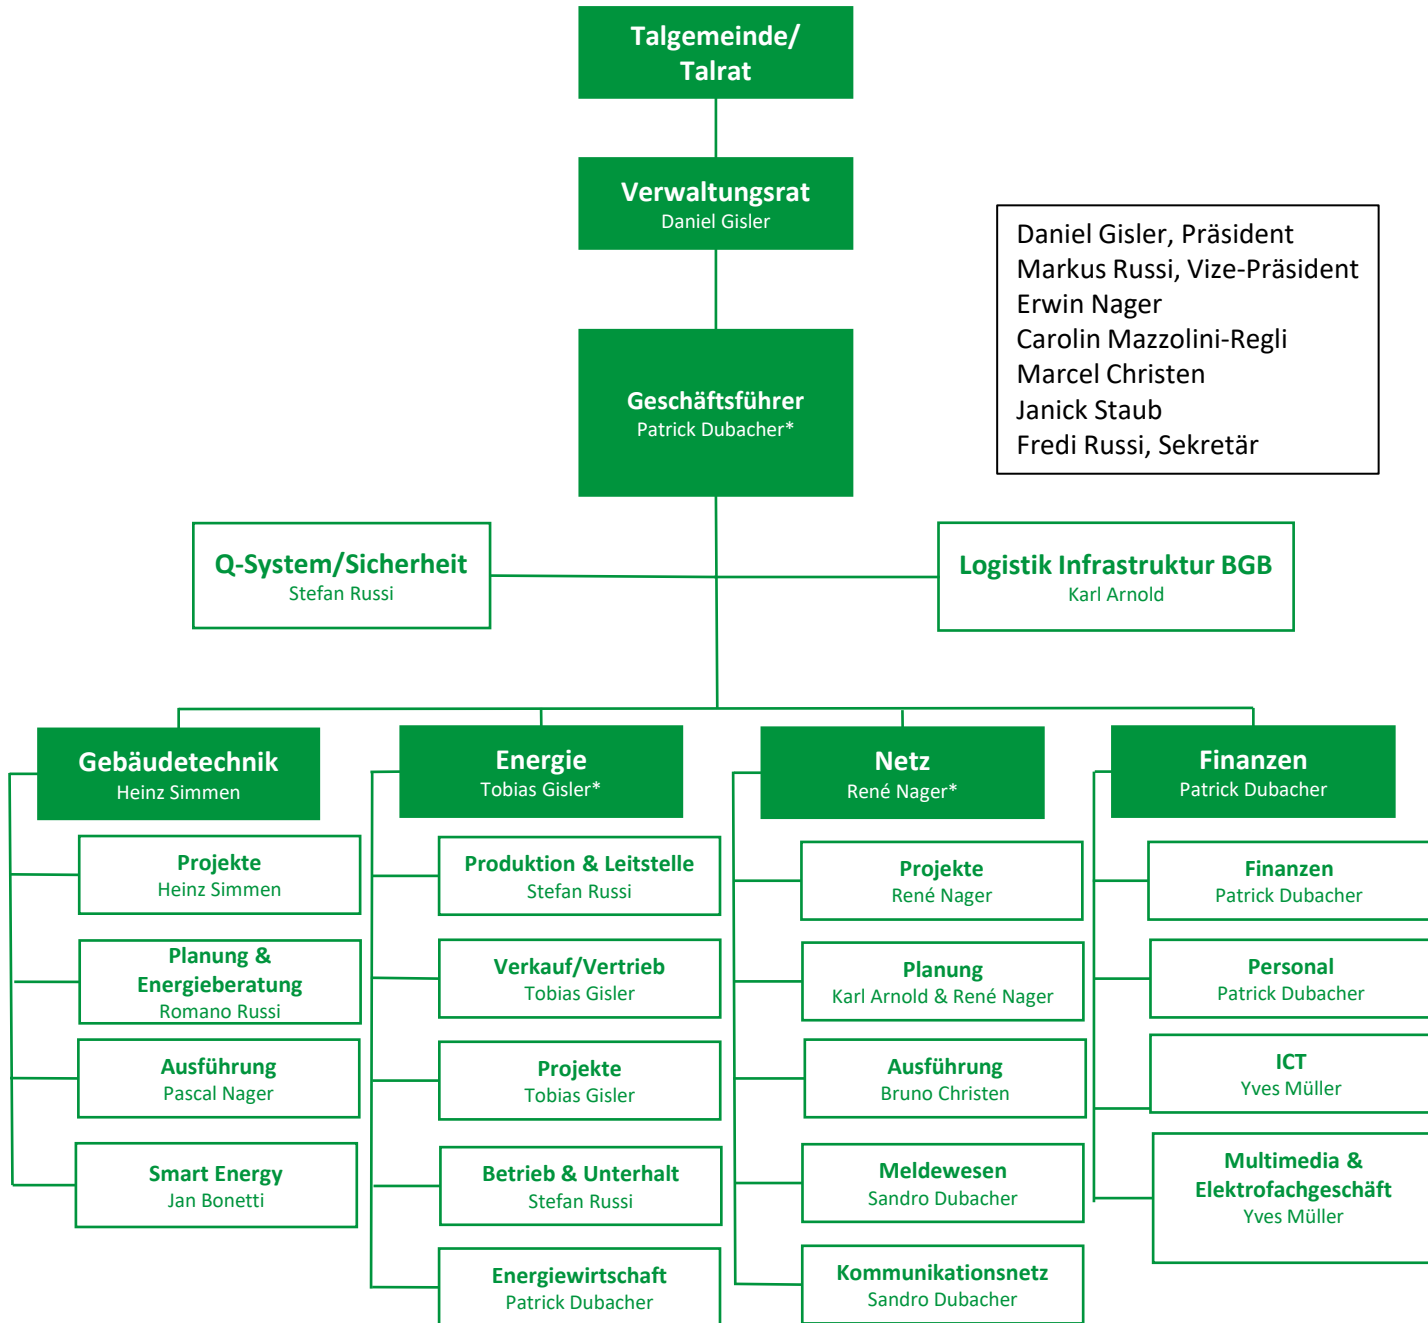 Talgemeinde/
Talrat
Verwaltungsrat
Daniel Gisler
Daniel Gisler, Präsident
Markus Russi, Vize-Präsident
Erwin Nager
Carolin Mazzolini-Regli
Marcel Christen
Janick Staub
Fredi Russi, Sekretär
Geschäftsführer
Patrick Dubacher*
Q-System/Sicherheit
Stefan Russi
Logistik Infrastruktur BGB
Karl Arnold
Gebäudetechnik
Heinz Simmen
Projekte
Heinz Simmen
Planung &
Energieberatung
Romano Russi
Ausführung
Pascal Nager
Smart Energy
Jan Bonetti
Energie
Tobias Gisler*
Produktion & Leitstelle
Stefan Russi
Verkauf/Vertrieb
Tobias Gisler
Projekte
Tobias Gisler
Betrieb & Unterhalt
Stefan Russi
Energiewirtschaft
Patrick Dubacher
Netz
René Nager*
Projekte
René Nager
Planung
Karl Arnold & René Nager
Ausführung
Bruno Christen
Meldewesen
Sandro Dubacher
Kommunikationsnetz
Sandro Dubacher
Finanzen
Patrick Dubacher
Finanzen
Patrick Dubacher
Personal
Patrick Dubacher
ICT
Yves Müller
Multimedia &
Elektrofachgeschäft
Yves Müller